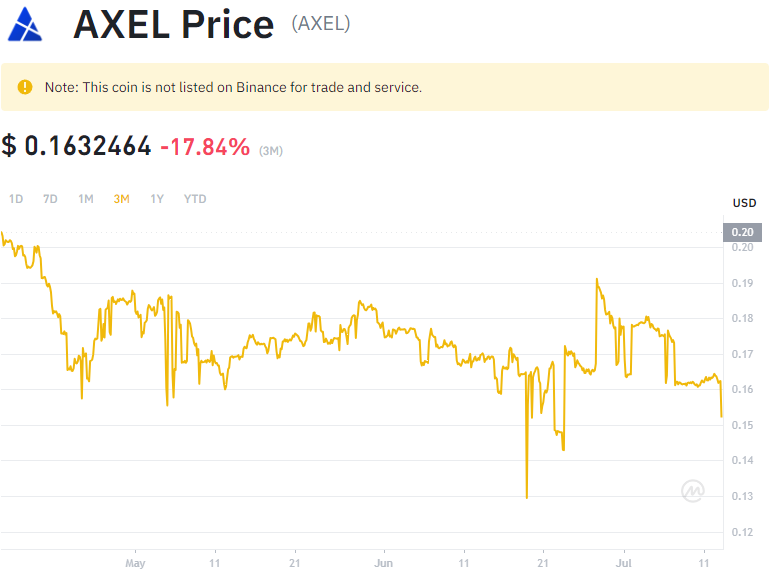 AXEL Price (AXEL)
Note: This coin is not listed on Binance for trade and service.
$ 0.1632464 -17.84% (3M)
1D 7D 1M 3M 1Y YTD
USD
0.20
0.20
0.19
0.18
0.17
0.16
0.15
0.14
0.13
0.12
May 11 21 Jun 11 21 Jul 11